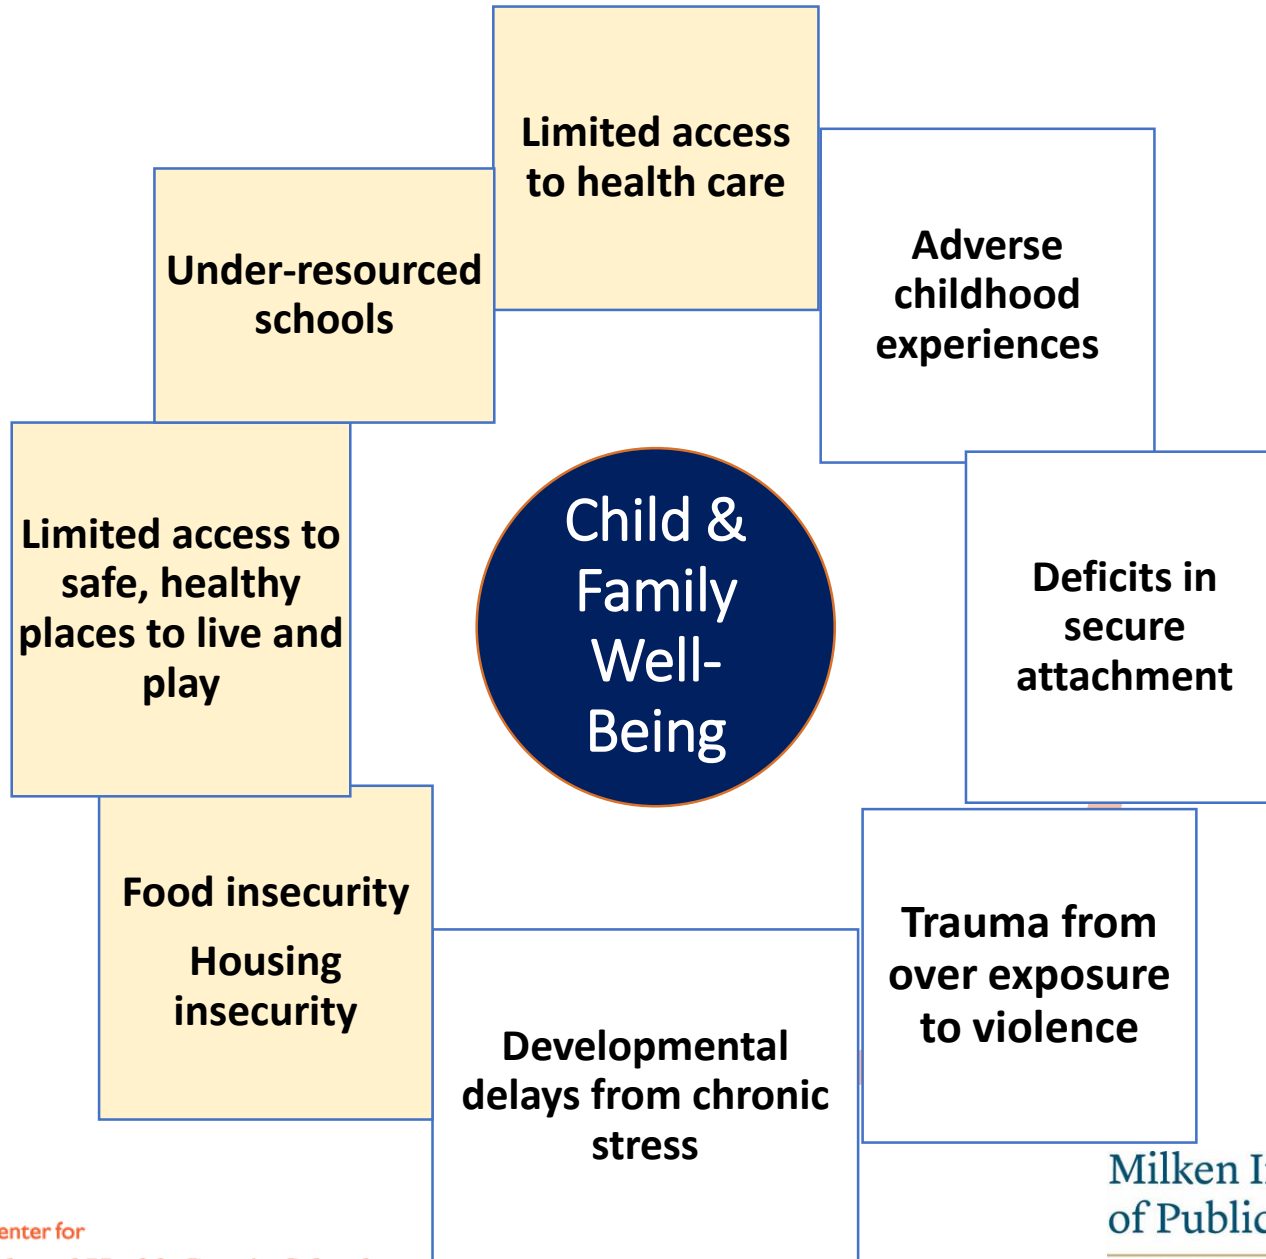 Limited access
to health care
Adverse
childhood
experiences
Under-resourced
schools
Child &
Family
Well-
Being
Limited access to
safe, healthy
places to live and
play
Deficits in
secure
attachment
Food insecurity
Housing
insecurity
Trauma from
over exposure
to violence
Developmental
delays from chronic
stress
Milken
of Public
enter for